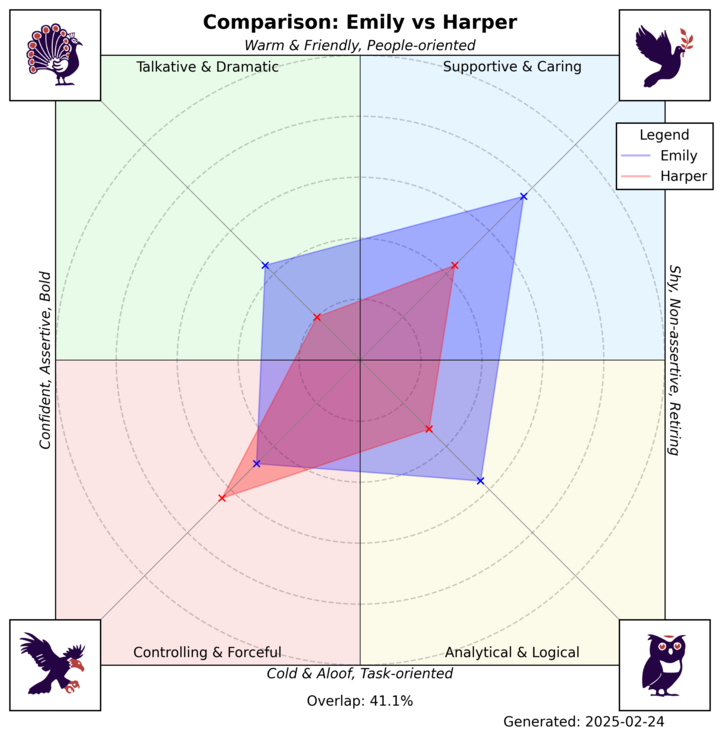 Comparison: Emily vs Harper
Warm & Friendly, People-oriented
Talkative & Dramatic
Supportive & Caring
Legend
Emily
Harper
Confident, Assertive, Bold
Shy, Non-assertive, Retiring
Controlling & Forceful
Analytical & Logical
Cold & Aloof, Task-oriented
Overlap: 41.1%
Generated: 2025-02-24